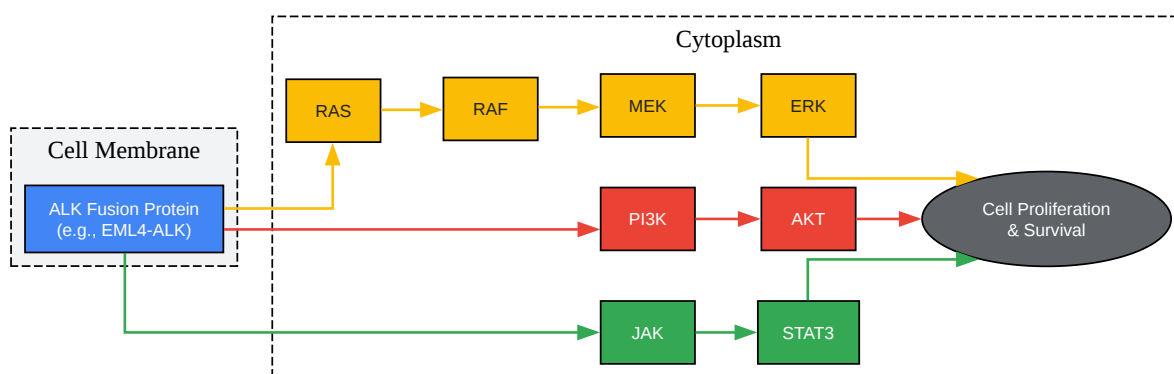 Cytoplasm
RAS
RAF
MEK
ERK
Cell Membrane
ALK Fusion Protein
(e.g., EML4-ALK)
PI3K
AKT
Cell Proliferation
& Survival
JAK
STAT3